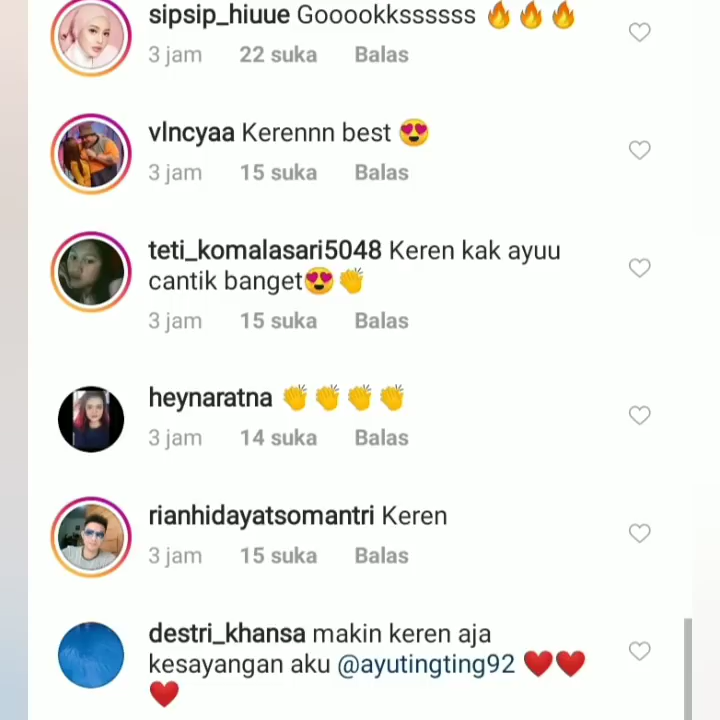 sipsip_hiuue Gooookkssssss 🔥🔥🔥
3 jam 22 suka Balas
vlncyaa Kerennn best 😍
3 jam 15 suka Balas
teti_komalasari5048 Keren kak ayuu
cantik banget😍👏
3 jam 15 suka Balas
heynaratna 👏👏👏👏
3 jam 14 suka Balas
rianhidayatsomantri Keren
3 jam 15 suka Balas
destri_khansa makin keren aja
kesayangan aku @ayutingting92 ❤️❤️
❤️